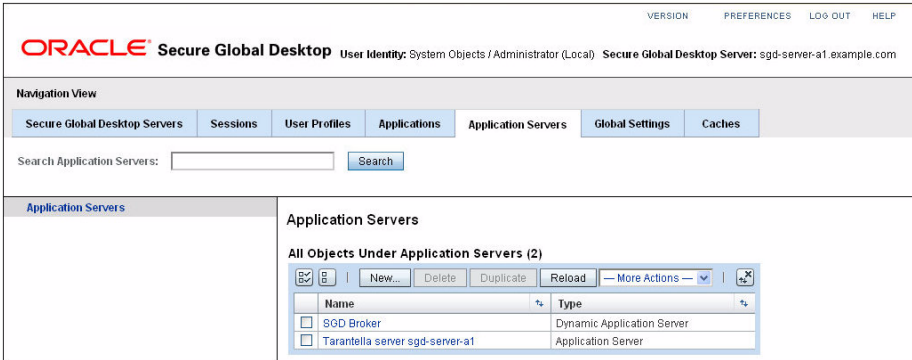 VERSION PREFERENCES LOG OUT HELP
ORACLE Secure Global Desktop User Identity: System Objects / Administrator (Local) Secure Global Desktop Server: sgd-server-a1.example.com
Navigation View
Secure Global Desktop Servers Sessions User Profiles Applications Application Servers Global Settings Caches
Search Application Servers: Search
Application Servers
Application Servers
All Objects Under Application Servers (2)
New... Delete Duplicate Reload — More Actions —
Name Type
SGD Broker Dynamic Application Server
Tarantella server sgd-server-a1 Application Server